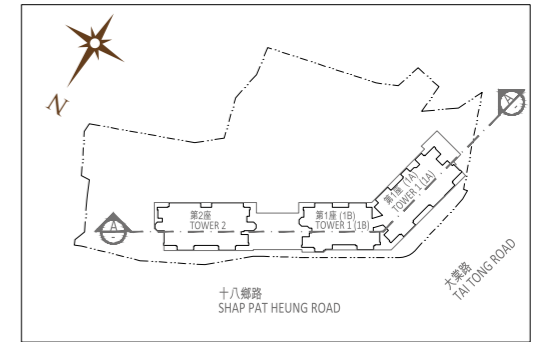 N
A
第1座 (1A)
TOWER 1 (1A)
第2座
TOWER 2
第1座 (1B)
TOWER 1 (1B)
A
大棠路
TAI TONG ROAD
十八鄉路
SHAP PAT HEUNG ROAD